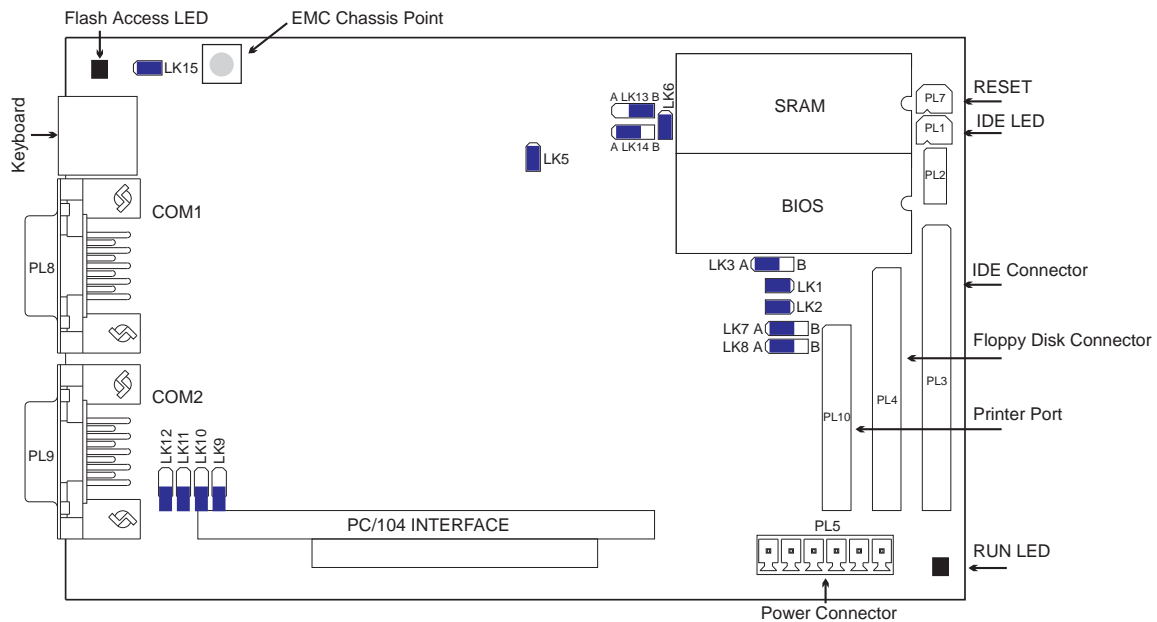 Flash Access LED
EMC Chassis Point
LK15
A LK13 B
LK6
SRAM
PL7
RESET
PL1
IDE LED
Keyboard
A LK14 B
LK5
PL2
COM1
BIOS
PL8
LK3 A B
LK1
IDE Connector
LK2
LK7 A B
LK8 A B
Floppy Disk Connector
COM2
PL3
PL4
PL10
Printer Port
PL9
LK12
LK11
LK10
LK9
PC/104 INTERFACE
PL5
RUN LED
Power Connector